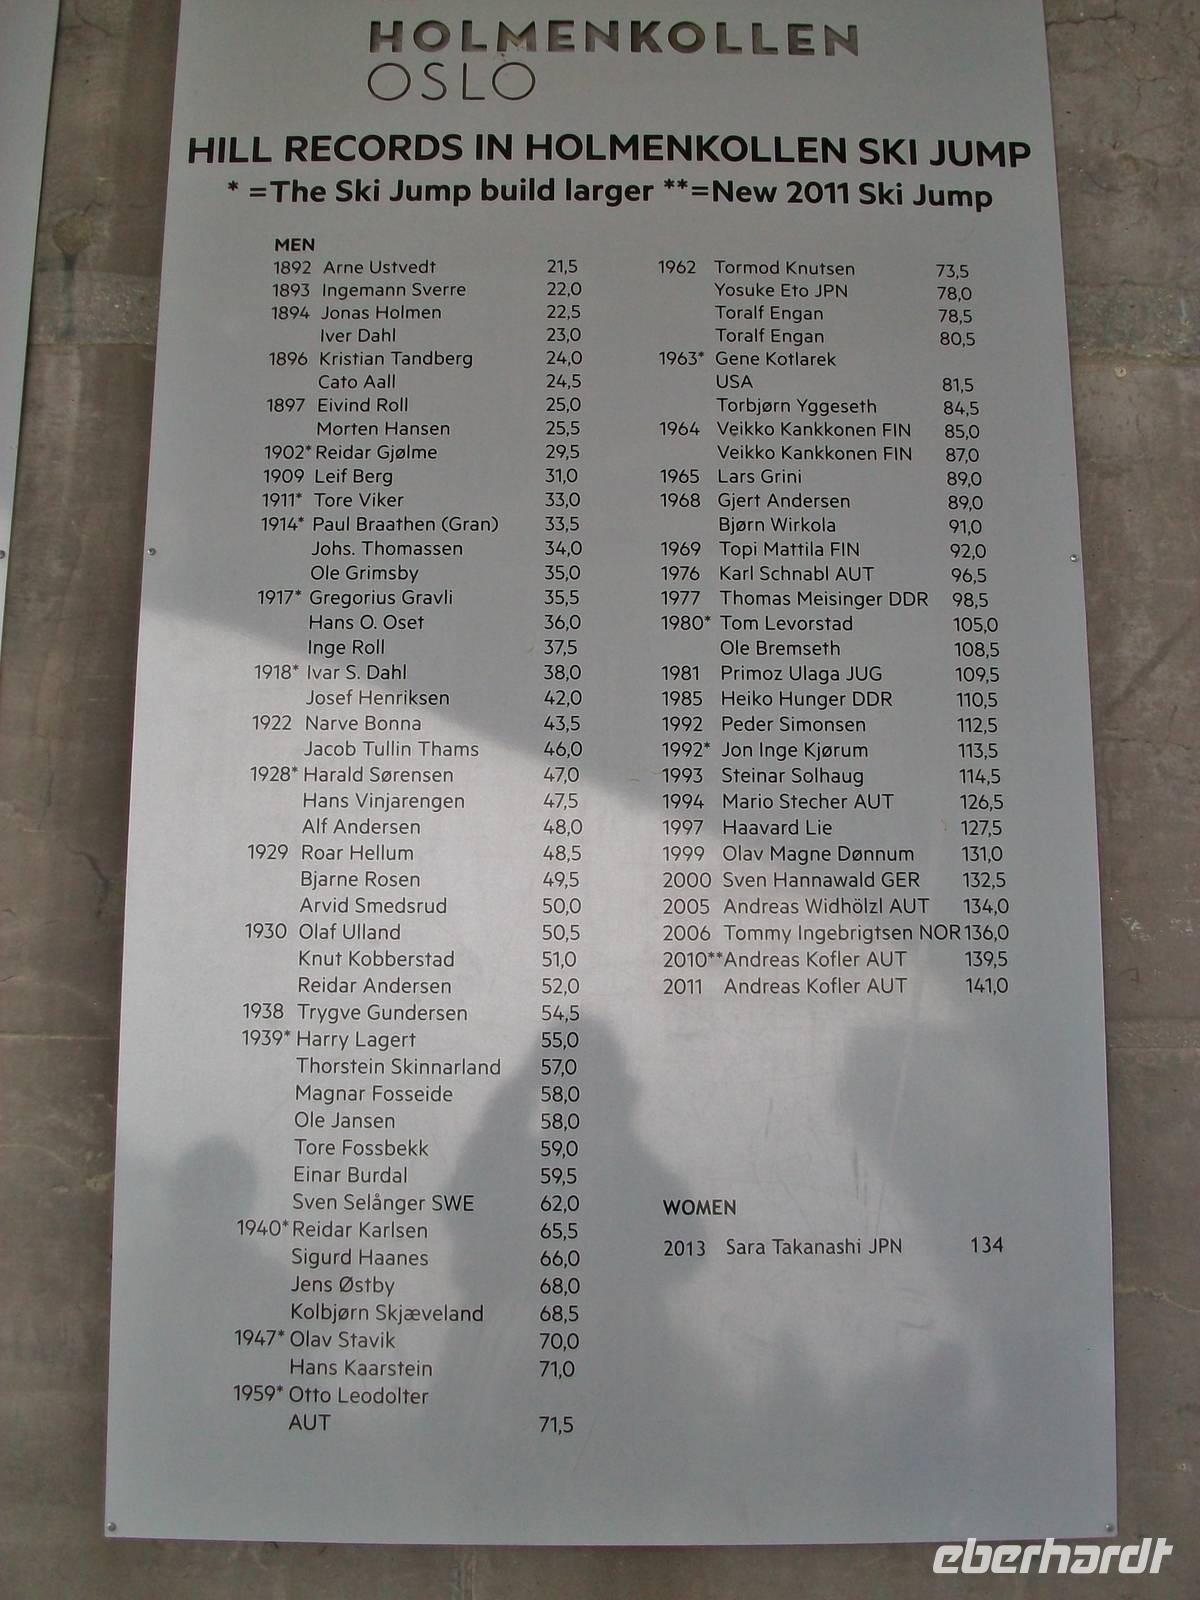 HOLMENKOLLEN
OSLO
HILL RECORDS IN HOLMENKOLLEN SKI JUMP
* =The Ski Jump build larger **=New 2011 Ski Jump
MEN
1892 Arne Ustvedt 21,5
1893 Ingemann Sverre 22,0
1894 Jonas Holmen 22,5
Iver Dahl 23,0
1896 Kristian Tandberg 24,0
Cato Aall 24,5
1897 Eivind Roll 25,0
Morten Hansen 25,5
1902* Reidar Gjølme 29,5
1909 Leif Berg 31,0
1911* Tore Viker 33,0
1914* Paul Braathen (Gran) 33,5
Johs. Thomassen 34,0
Ole Grimsby 35,0
1917* Gregorius Gravli 35,5
Hans O. Oset 36,0
Inge Roll 37,5
1918* Ivar S. Dahl 38,0
Josef Henriksen 42,0
1922 Narve Bonna 43,5
Jacob Tullin Thams 46,0
1928* Harald Sørensen 47,0
Hans Vinjarengen 47,5
Alf Andersen 48,0
1929 Roar Hellum 48,5
Bjarne Rosen 49,5
Arvid Smedsrud 50,0
1930 Olaf Ulland 50,5
Knut Kobberstad 51,0
Reidar Andersen 52,0
1938 Trygve Gundersen 54,5
1939* Harry Lagert 55,0
Thorstein Skinnarland 57,0
Magnar Fosseide 58,0
Ole Jansen 58,0
Tore Fossbekk 59,0
Einar Burdal 59,5
Sven Selånger SWE 62,0
1940* Reidar Karlsen 65,5
Sigurd Haanes 66,0
Jens Østby 68,0
Kolbjørn Skjæveland 68,5
1947* Olav Stavik 70,0
Hans Kaarstein 71,0
1959* Otto Leodolter
AUT 71,5
1962 Tormod Knutsen 73,5
Yosuke Eto JPN 78,0
Toralf Engan 78,5
Toralf Engan 80,5
1963* Gene Kotlarek
USA 81,5
Torbjørn Yggeseth 84,5
1964 Veikko Kankkonen FIN 85,0
Veikko Kankkonen FIN 87,0
1965 Lars Grini 89,0
1968 Gjert Andersen 89,0
Bjørn Wirkola 91,0
1969 Topi Mattila FIN 92,0
1976 Karl Schnabl AUT 96,5
1977 Thomas Meisinger DDR 98,5
1980* Tom Levorstad 105,0
Ole Bremseth 108,5
1981 Primoz Ulaga JUG 109,5
1985 Heiko Hunger DDR 110,5
1992 Peder Simonsen 112,5
1992* Jon Inge Kjørum 113,5
1993 Steinar Solhaug 114,5
1994 Mario Stecher AUT 126,5
1997 Haavard Lie 127,5
1999 Olav Magne Dønnum 131,0
2000 Sven Hannawald GER 132,5
2005 Andreas Widhölzl AUT 134,0
2006 Tommy Ingebrigtsen NOR 136,0
2010** Andreas Kofler AUT 139,5
2011 Andreas Kofler AUT 141,0
WOMEN
2013 Sara Takanashi JPN 134
eberhardt